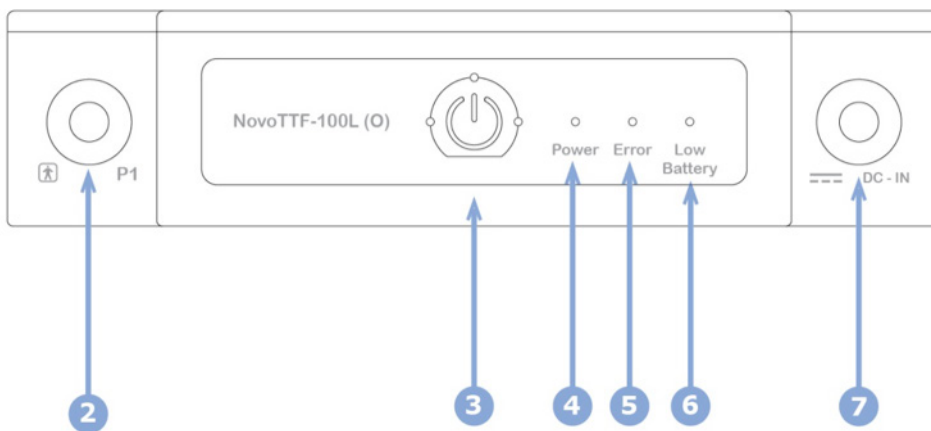 NovoTTF-100L (O)
Power Error Low
Battery
P1
DC - IN
2 3 4 5 6 7